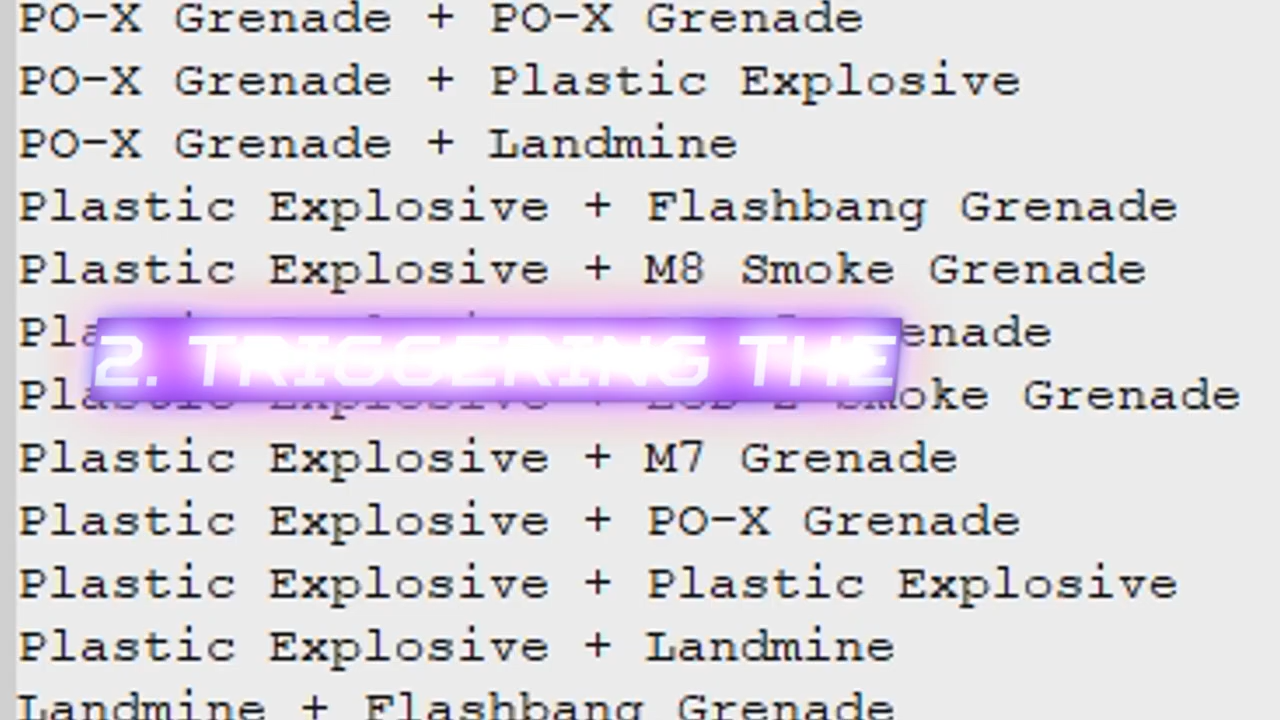 PO-X Grenade + PO-X Grenade
PO-X Grenade + Plastic Explosive
PO-X Grenade + Landmine
Plastic Explosive + Flashbang Grenade
Plastic Explosive + M8 Smoke Grenade
2. TRIGGERING THE
Smoke Grenade
Plastic Explosive + M7 Grenade
Plastic Explosive + PO-X Grenade
Plastic Explosive + Plastic Explosive
Plastic Explosive + Landmine
Landmine + Flashbang Grenade